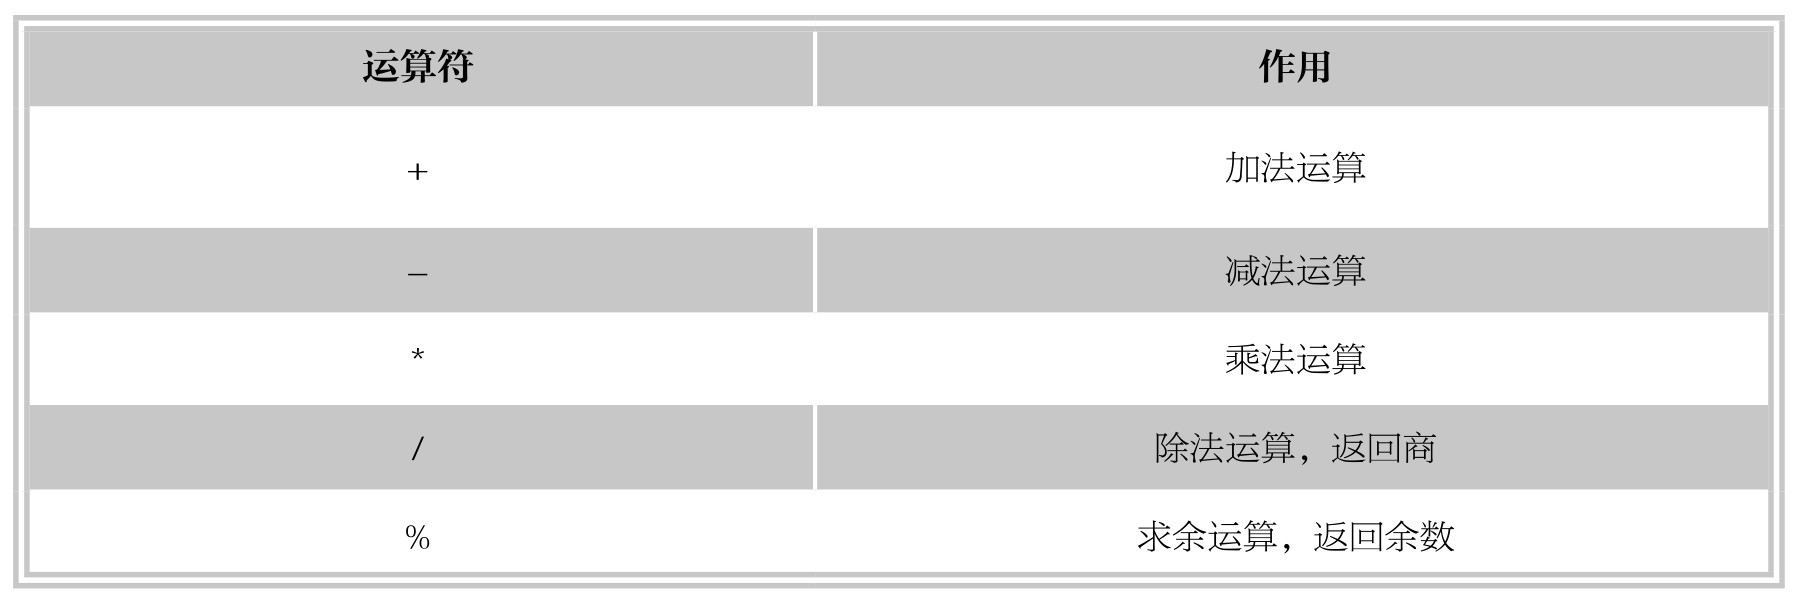 运算符 作用
+ 加法运算
− 减法运算
* 乘法运算
/ 除法运算，返回商
% 求余运算，返回余数